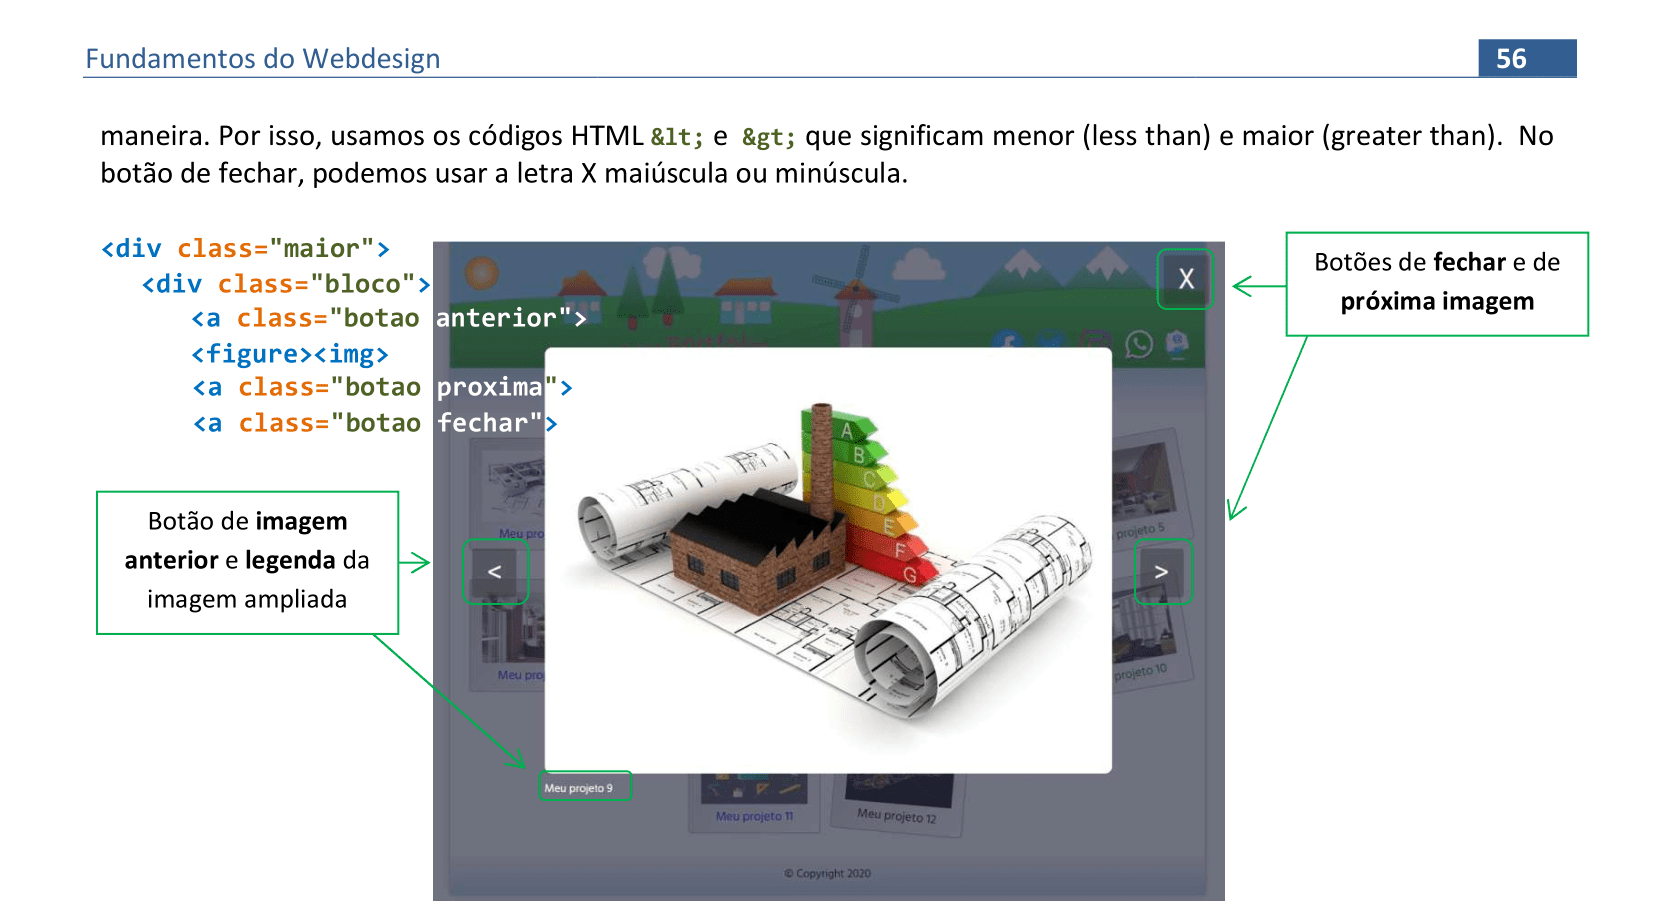 Fundamentos do Webdesign 56
maneira. Por isso, usamos os códigos HTML &lt; e &gt; que significam menor (less than) e maior (greater than). No
botão de fechar, podemos usar a letra X maiúscula ou minúscula.
<div class="maior">
<div class="bloco">
<a class="botao anterior">
<figure><img>
<a class="botao proxima">
<a class="botao fechar">
X
Botões de fechar e de
próxima imagem
A
B
C
D
E
F
G
Botão de imagem
anterior e legenda da
imagem ampliada
Meu pro
projeto 5
<
>
Meu proj
projeto 10
Meu projeto 9
Meu projeto 11
Meu projeto 12
© Copyright 2020